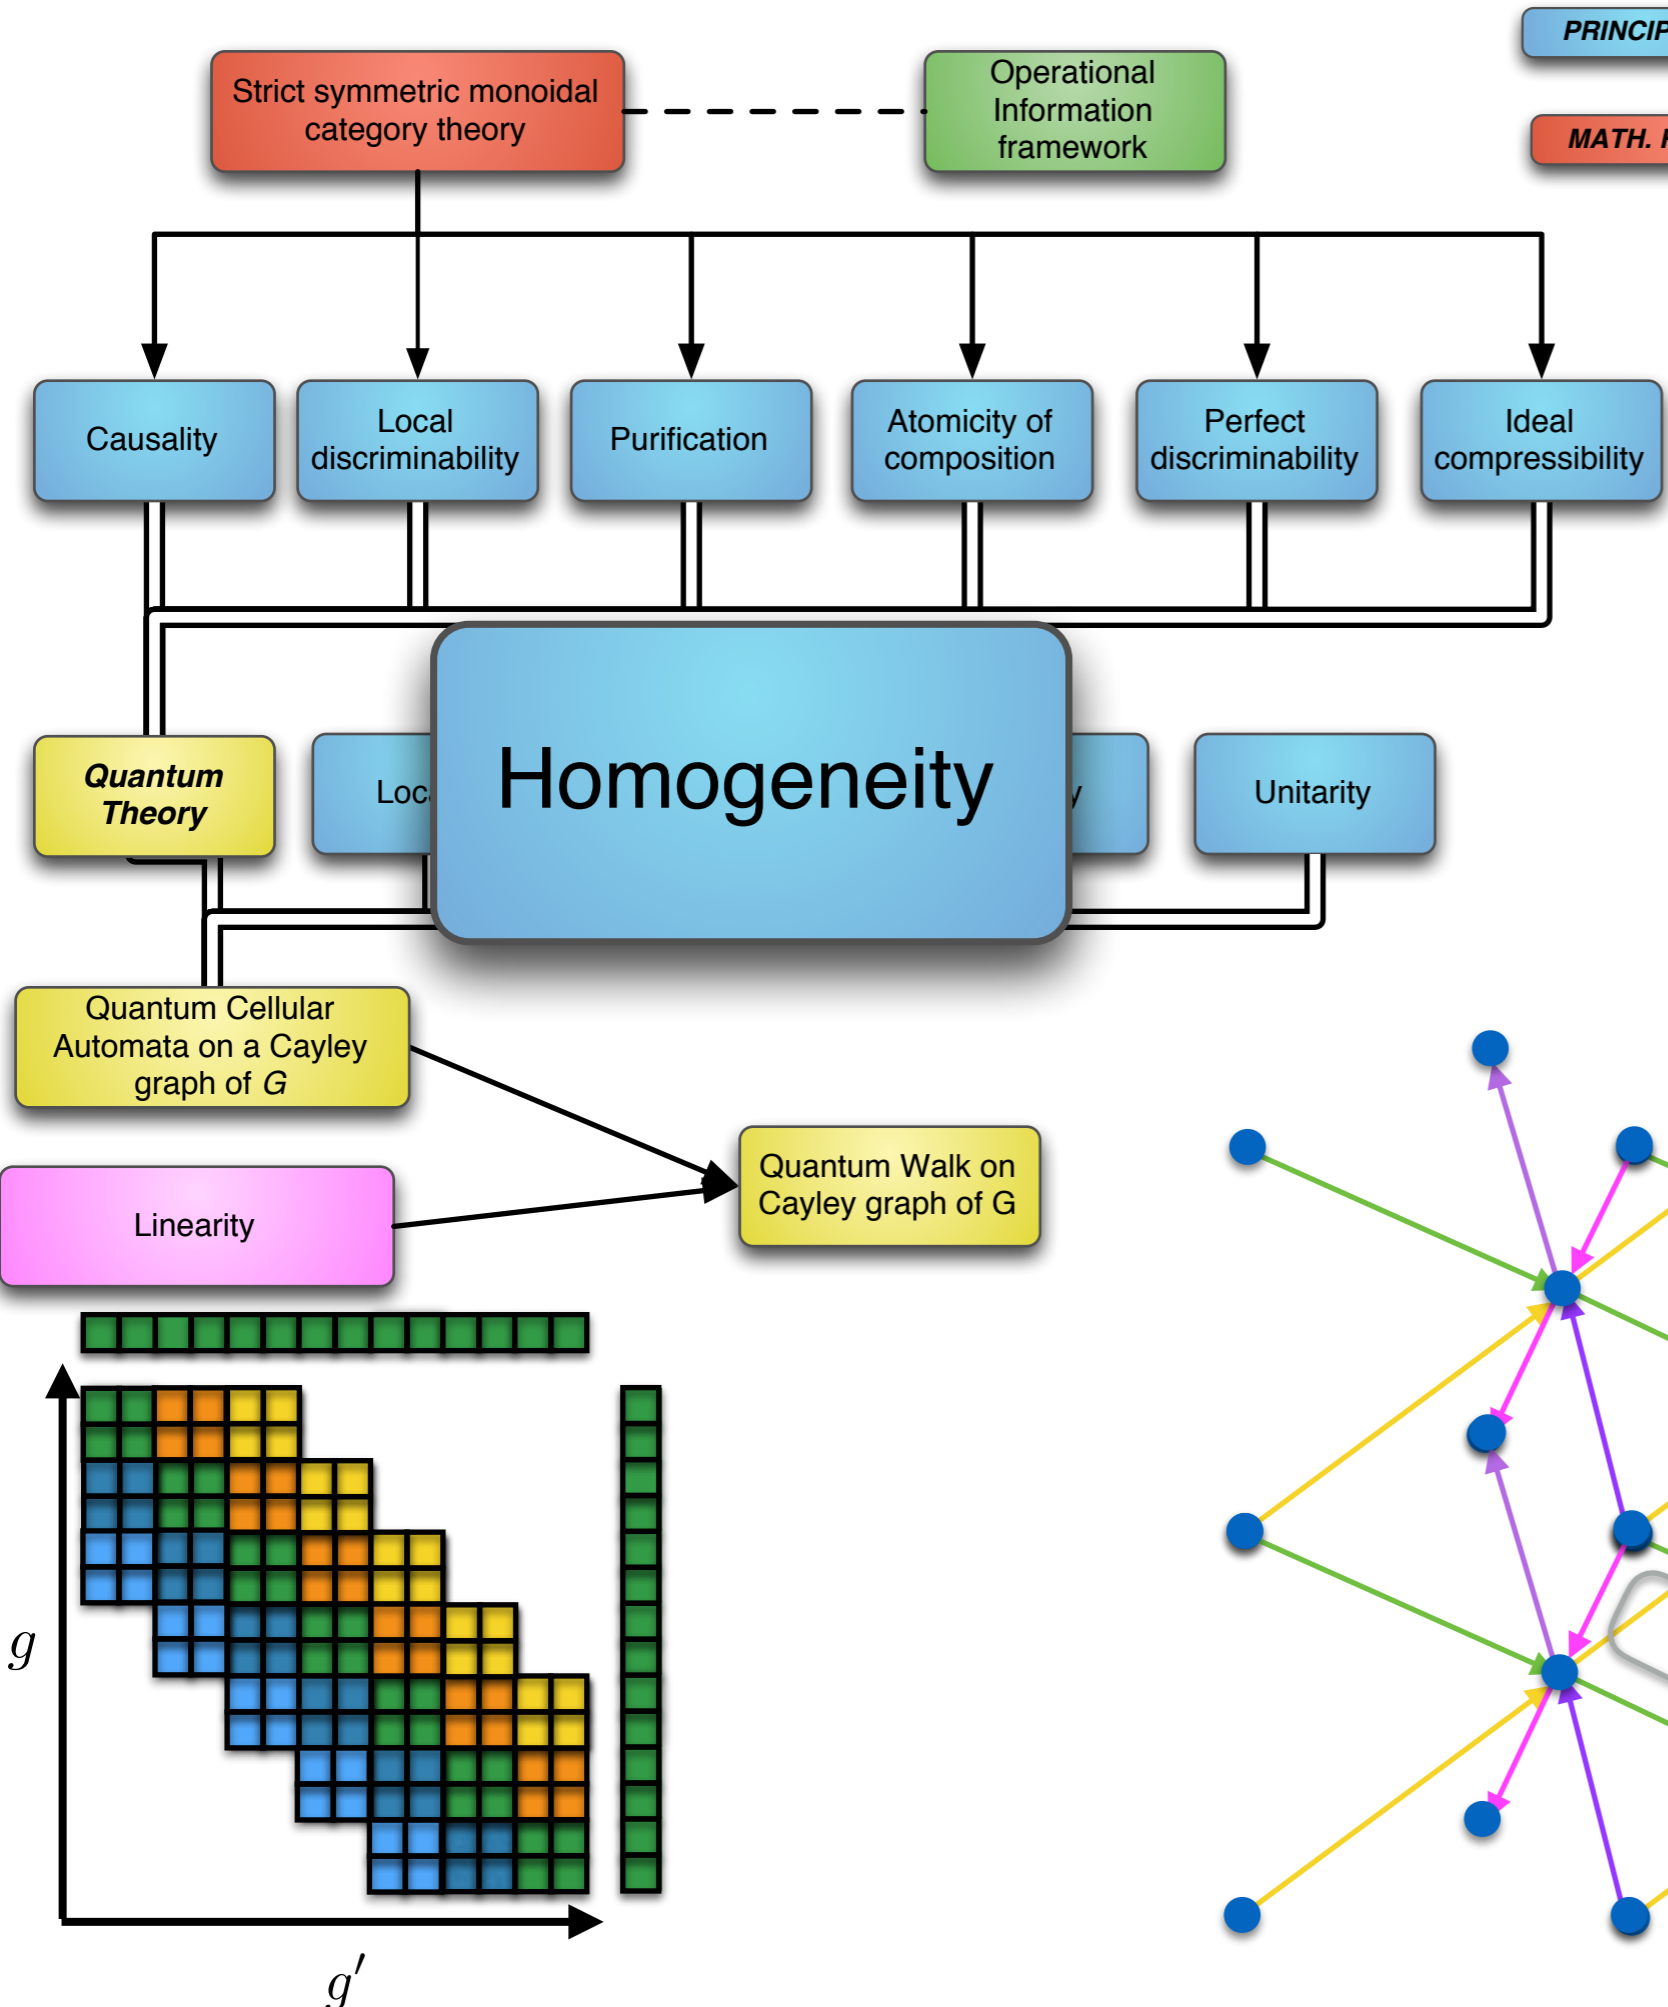 PRINCIP
Strict symmetric monoidal
category theory
Operational
Information
framework
MATH.
Causality
Local
discriminability
Purification
Atomicity of
composition
Perfect
discriminability
Ideal
compressibility
Quantum
Theory
Loc
Homogeneity
y
Unitarity
Quantum Cellular
Automata on a Cayley
graph of G
Quantum Walk on
Cayley graph of G
Linearity
g
g′